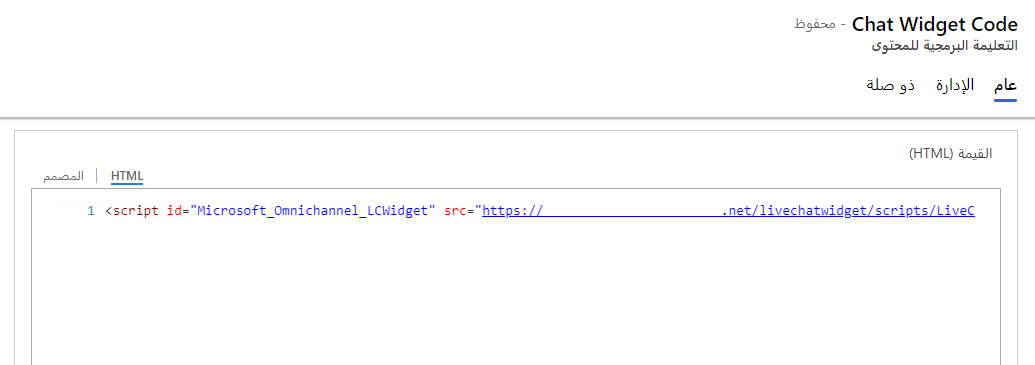 Chat Widget Code - محفوظ
التعليمة البرمجية للمحتوى
عام الإدارة ذو صلة
القيمة (HTML)
المصمم | HTML
1 <script id="Microsoft_Omnichannel_LCWidget" src="https:// .net/livechatwidget/scripts/LiveC